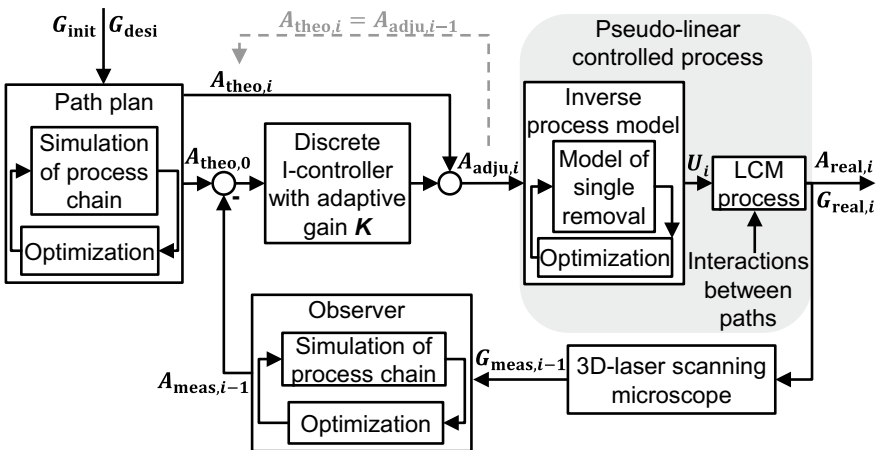 G_init G_desi
A_theo,i = A_adju,i−1
Pseudo-linear
controlled process
Path plan
Simulation
of process
chain
Optimization
A_theo,i
A_theo,0
-
Discrete
I-controller
with adaptive
gain K
A_adju,i
Inverse
process model
Model of
single
removal
Optimization
U_i
LCM
process
A_real,i
G_real,i
Interactions
between
paths
Observer
Simulation of
process chain
Optimization
A_meas,i−1
G_meas,i−1
3D-laser scanning
microscope